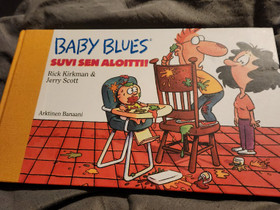 BABY BLUES®
SUVI SEN ALOITTI!
Rick Kirkman &
Jerry Scott
Arktinen Banaani